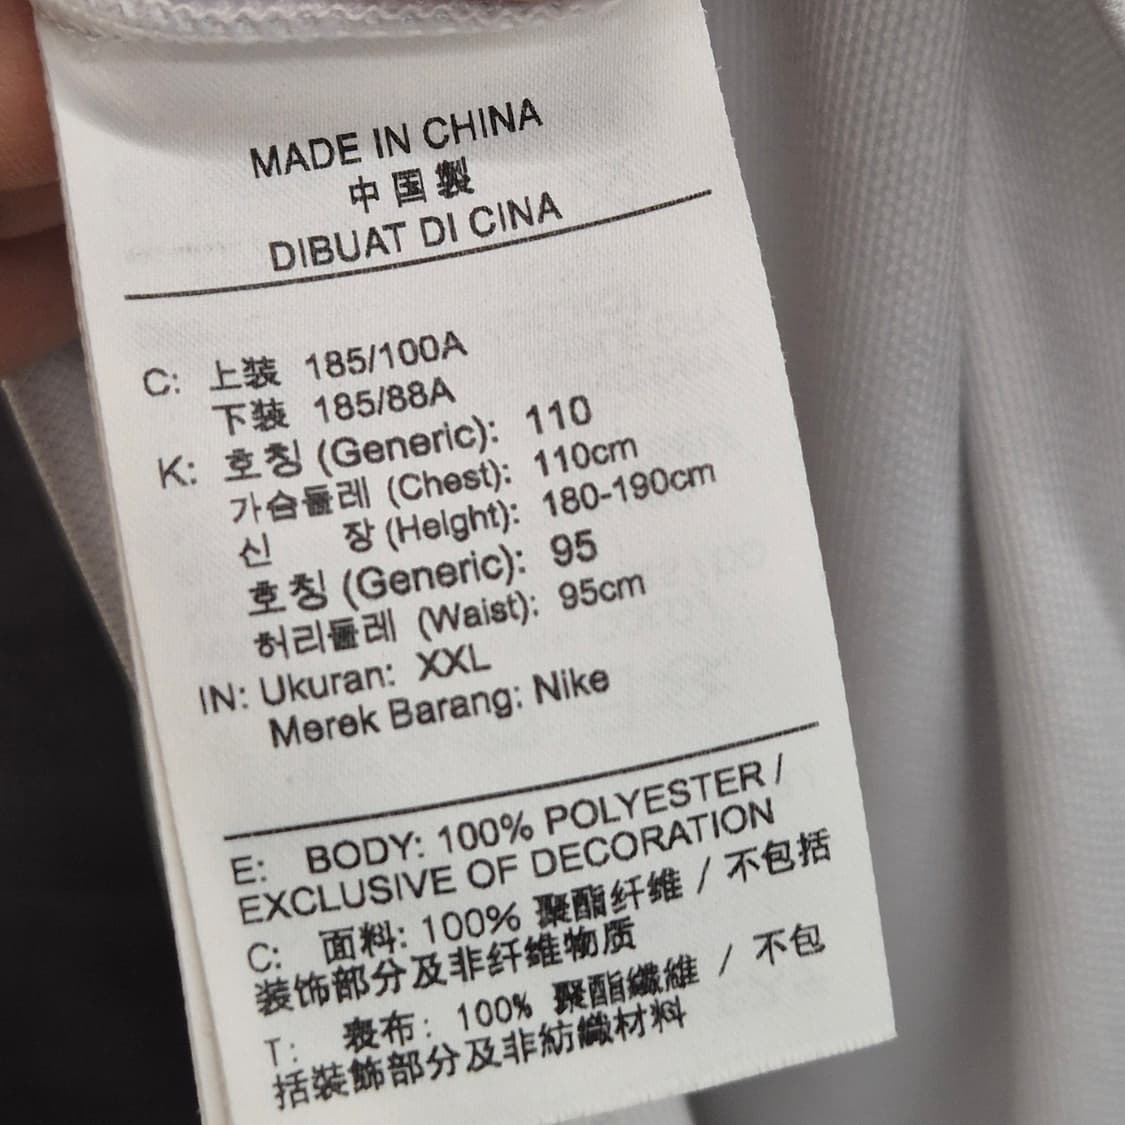 MADE IN CHINA
中国製
DIBUAT DI CINA
C: 上装 185/100A
下装 185/88A
K: 호칭 (Generic): 110
가슴둘레 (Chest): 110cm
신 장 (Height): 180-190cm
호칭 (Generic): 95
허리둘레 (Waist): 95cm
IN: Ukuran: XXL
Merek Barang: Nike
E: BODY: 100% POLYESTER /
EXCLUSIVE OF DECORATION
C: 面料: 100% 聚酯纤维 / 不包括
装饰部分及非纤维物质
T: 表布: 100% 聚酯纖維 / 不包
括裝飾部分及非紡織材料